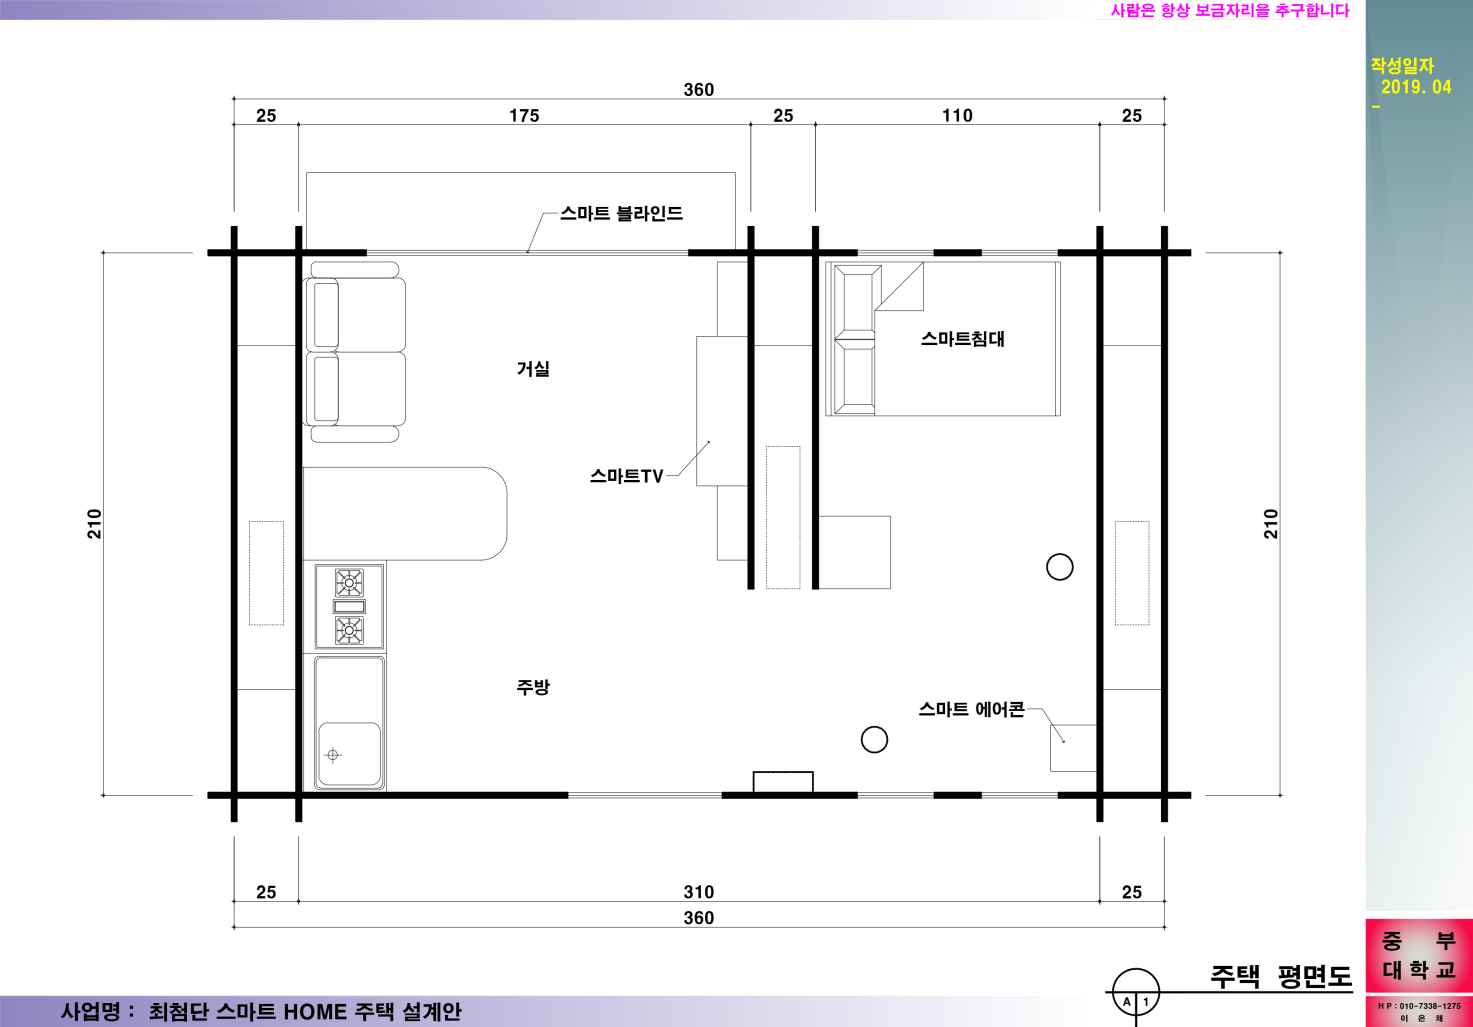 사람은 항상 보금자리을 추구합니다
작성일자
2019. 04
-
360
25 175 25 110 25
스마트 블라인드
스마트침대
거실
스마트TV
210
210
주방
스마트 에어콘
25 310 25
360
주택 평면도
A 1
중 부
대 학 교
H P : 010-7338-1275
이 은 채
사업명 : 최첨단 스마트 HOME 주택 설계안